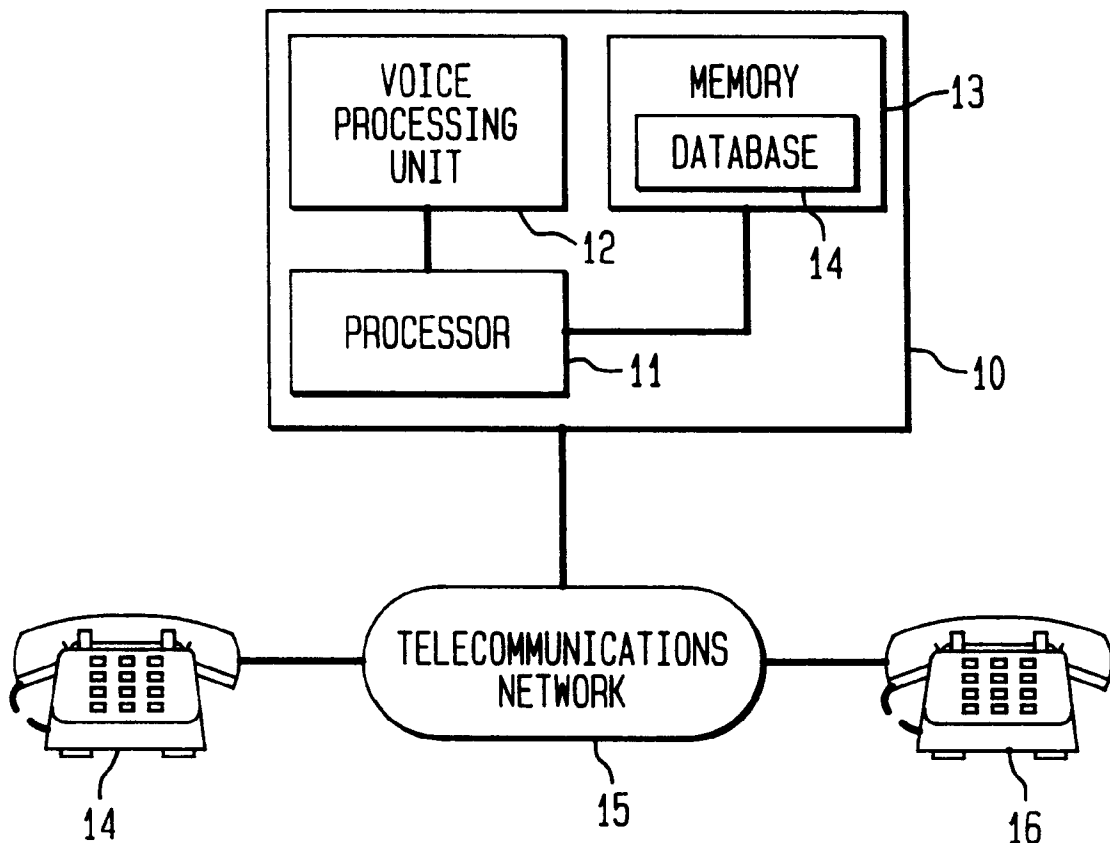 VOICE
PROCESSING
UNIT
MEMORY
DATABASE
13
12
14
PROCESSOR
11
10
TELECOMMUNICATIONS
NETWORK
14
15
16